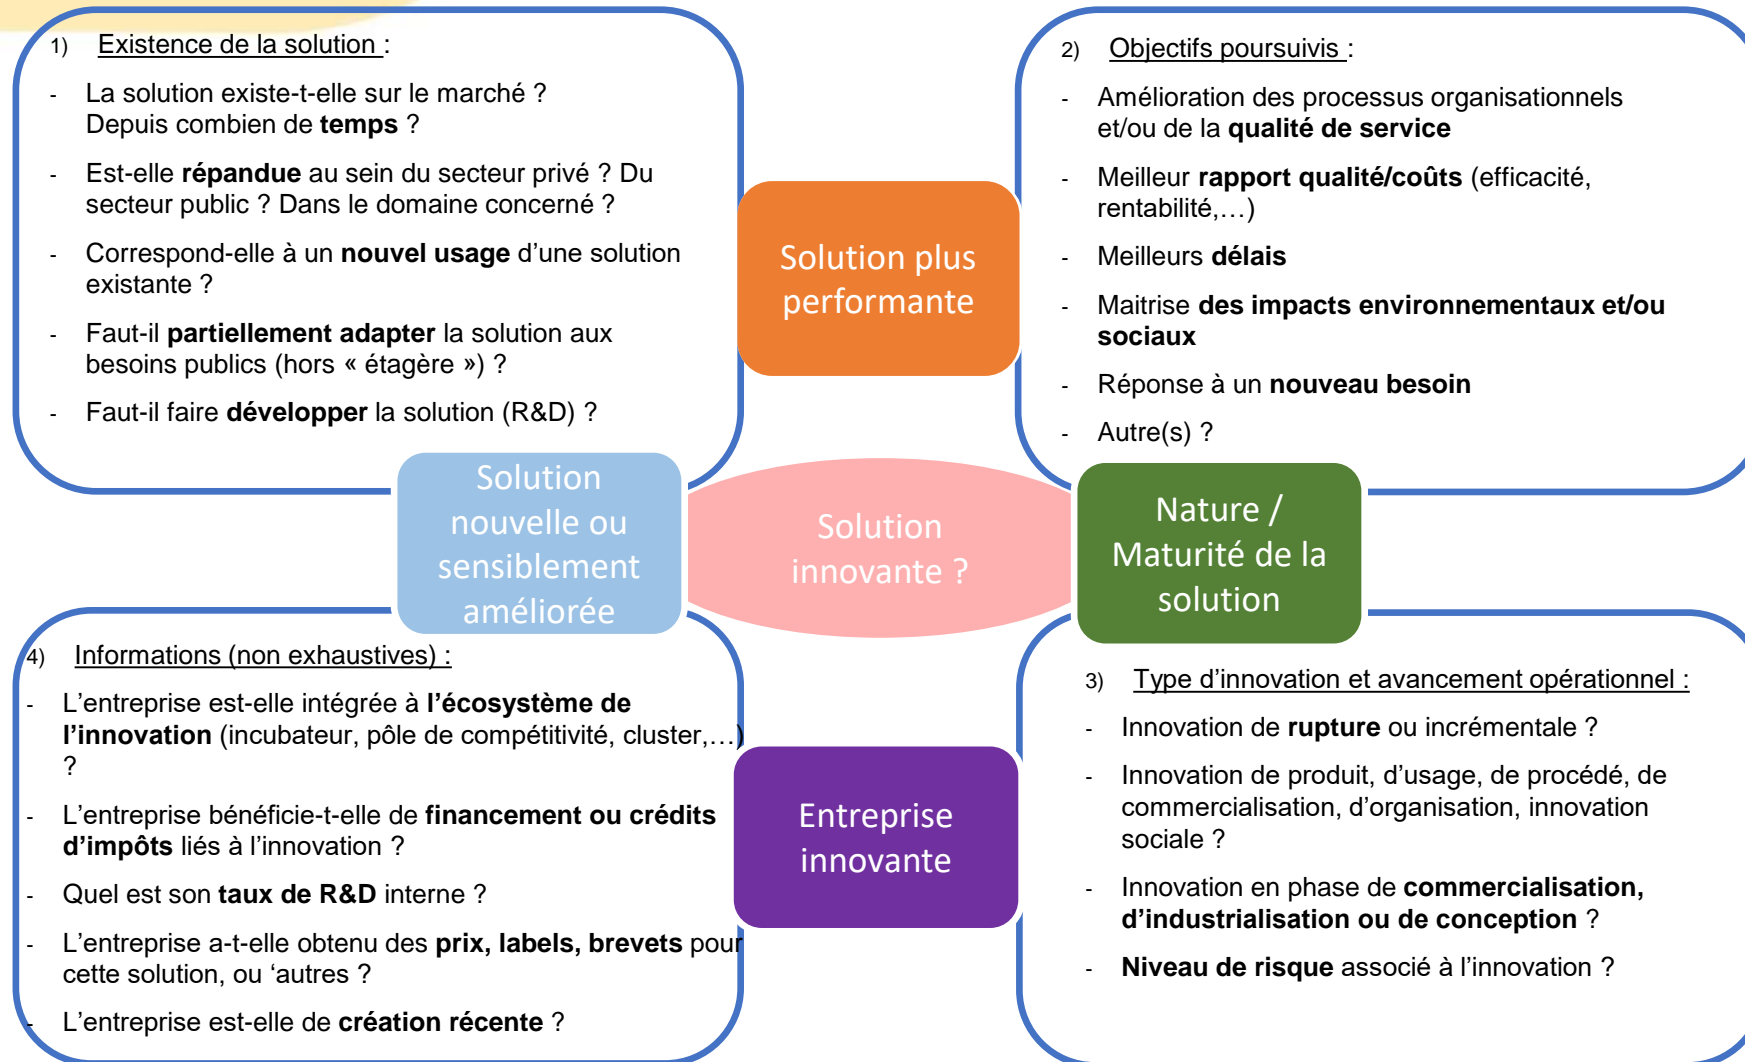 1) Existence de la solution :
- La solution existe-t-elle sur le marché ?
Depuis combien de temps ?
- Est-elle répandue au sein du secteur privé ? Du
secteur public ? Dans le domaine concerné ?
- Correspond-elle à un nouvel usage d’une solution
existante ?
- Faut-il partiellement adapter la solution aux
besoins publics (hors « étagère ») ?
- Faut-il faire développer la solution (R&D) ?
2) Objectifs poursuivis :
- Amélioration des processus organisationnels
et/ou de la qualité de service
- Meilleur rapport qualité/coûts (efficacité,
rentabilité,…)
- Meilleurs délais
- Maitrise des impacts environnementaux et/ou
sociaux
- Réponse à un nouveau besoin
- Autre(s) ?
Solution plus
performante
Solution
nouvelle ou
sensiblement
améliorée
Solution
innovante ?
Nature /
Maturité de la
solution
Entreprise
innovante
4) Informations (non exhaustives) :
- L’entreprise est-elle intégrée à l’écosystème de
l’innovation (incubateur, pôle de compétitivité, cluster,…)
?
- L’entreprise bénéficie-t-elle de financement ou crédits
d’impôts liés à l’innovation ?
- Quel est son taux de R&D interne ?
- L’entreprise a-t-elle obtenu des prix, labels, brevets pour
cette solution, ou ‘autres ?
- L’entreprise est-elle de création récente ?
3) Type d’innovation et avancement opérationnel :
- Innovation de rupture ou incrémentale ?
- Innovation de produit, d’usage, de procédé, de
commercialisation, d’organisation, innovation
sociale ?
- Innovation en phase de commercialisation,
d’industrialisation ou de conception ?
- Niveau de risque associé à l’innovation ?